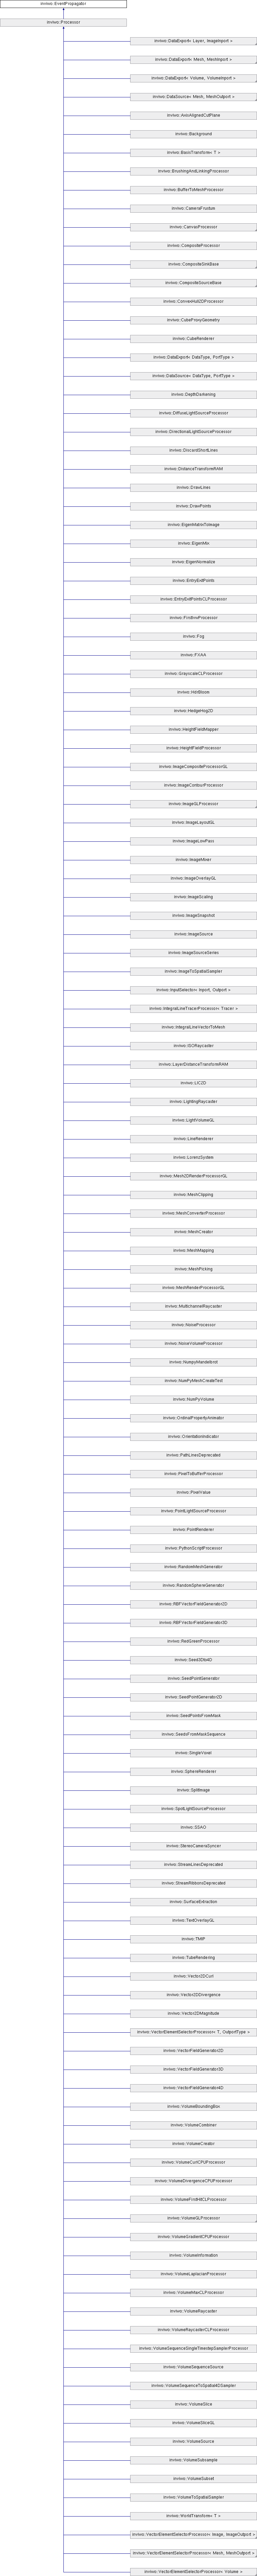 inviwo::EventPropagator
inviwo::Processor
inviwo::DataExport< Layer, ImageInport >
inviwo::DataExport< Mesh, MeshInport >
inviwo::DataExport< Volume, VolumeInport >
inviwo::DataSource< Mesh, MeshOutport >
inviwo::AxisAlignedCutPlane
inviwo::Background
inviwo::BasisTransform< T >
inviwo::BrushingAndLinkingProcessor
inviwo::BufferToMeshProcessor
inviwo::CameraFrustum
inviwo::CanvasProcessor
inviwo::CompositeProcessor
inviwo::CompositeSinkBase
inviwo::CompositeSourceBase
inviwo::ConvexHull2DProcessor
inviwo::CubeProxyGeometry
inviwo::CubeRenderer
inviwo::DataExport< DataType, PortType >
inviwo::DataSource< DataType, PortType >
inviwo::DepthDarkening
inviwo::DiffuseLightSourceProcessor
inviwo::DirectionalLightSourceProcessor
inviwo::DiscardShortLines
inviwo::DistanceTransformRAM
inviwo::DrawLines
inviwo::DrawPoints
inviwo::EigenMatrixToImage
inviwo::EigenMix
inviwo::EigenNormalize
inviwo::EntryExitPoints
inviwo::EntryExitPointsCLProcessor
inviwo::FirstIvwProcessor
inviwo::Fog
inviwo::FXAA
inviwo::GrayscaleCLProcessor
inviwo::HdrBloom
inviwo::HedgeHog2D
inviwo::HeightFieldMapper
inviwo::HeightFieldProcessor
inviwo::ImageCompositeProcessorGL
inviwo::ImageContourProcessor
inviwo::ImageGLProcessor
inviwo::ImageLayoutGL
inviwo::ImageLowPass
inviwo::ImageMixer
inviwo::ImageOverlayGL
inviwo::ImageScaling
inviwo::ImageSnapshot
inviwo::ImageSource
inviwo::ImageSourceSeries
inviwo::ImageToSpatialSampler
inviwo::InputSelector< Inport, Outport >
inviwo::IntegralLineTracerProcessor< Tracer >
inviwo::IntegralLineVectorToMesh
inviwo::ISORaycaster
inviwo::LayerDistanceTransformRAM
inviwo::LIC2D
inviwo::LightingRaycaster
inviwo::LightVolumeGL
inviwo::LineRenderer
inviwo::LorenzSystem
inviwo::Mesh2DRenderProcessorGL
inviwo::MeshClipping
inviwo::MeshConverterProcessor
inviwo::MeshCreator
inviwo::MeshMapping
inviwo::MeshPicking
inviwo::MeshRenderProcessorGL
inviwo::MultichannelRaycaster
inviwo::NoiseProcessor
inviwo::NoiseVolumeProcessor
inviwo::NumpyMandelbrot
inviwo::NumPyMeshCreateTest
inviwo::NumPyVolume
inviwo::OrdinalPropertyAnimator
inviwo::OrientationIndicator
inviwo::PathLinesDeprecated
inviwo::PixelToBufferProcessor
inviwo::PixelValue
inviwo::PointLightSourceProcessor
inviwo::PointRenderer
inviwo::PythonScriptProcessor
inviwo::RandomMeshGenerator
inviwo::RandomSphereGenerator
inviwo::RBFVectorFieldGenerator2D
inviwo::RBFVectorFieldGenerator3D
inviwo::RedGreenProcessor
inviwo::Seed3Dto4D
inviwo::SeedPointGenerator
inviwo::SeedPointGenerator2D
inviwo::SeedPointsFromMask
inviwo::SeedsFromMaskSequence
inviwo::SingleVoxel
inviwo::SphereRenderer
inviwo::SplitImage
inviwo::SpotLightSourceProcessor
inviwo::SSAO
inviwo::StereoCameraSyncer
inviwo::StreamLinesDeprecated
inviwo::StreamRibbonsDeprecated
inviwo::SurfaceExtraction
inviwo::TextOverlayGL
inviwo::TMIP
inviwo::TubeRendering
inviwo::Vector2DCurl
inviwo::Vector2DDivergence
inviwo::Vector2DMagnitude
inviwo::VectorElementSelectorProcessor< T, OutportType >
inviwo::VectorFieldGenerator2D
inviwo::VectorFieldGenerator3D
inviwo::VectorFieldGenerator4D
inviwo::VolumeBoundingBox
inviwo::VolumeCombiner
inviwo::VolumeCreator
inviwo::VolumeCurlCPUProcessor
inviwo::VolumeDivergenceCPUProcessor
inviwo::VolumeFirstHitCLProcessor
inviwo::VolumeGLProcessor
inviwo::VolumeGradientCPUProcessor
inviwo::VolumeInformation
inviwo::VolumeLaplacianProcessor
inviwo::VolumeMaxCLProcessor
inviwo::VolumeRaycaster
inviwo::VolumeRaycasterCLProcessor
inviwo::VolumeSequenceSingleTimestepSamplerProcessor
inviwo::VolumeSequenceSource
inviwo::VolumeSequenceToSpatial4DSampler
inviwo::VolumeSlice
inviwo::VolumeSliceGL
inviwo::VolumeSource
inviwo::VolumeSubsample
inviwo::VolumeSubset
inviwo::VolumeToSpatialSampler
inviwo::WorldTransform< T >
inviwo::VectorElementSelectorProcessor< Image, ImageOutport >
inviwo::VectorElementSelectorProcessor< Mesh, MeshOutport >
inviwo::VectorElementSelectorProcessor< Volume >